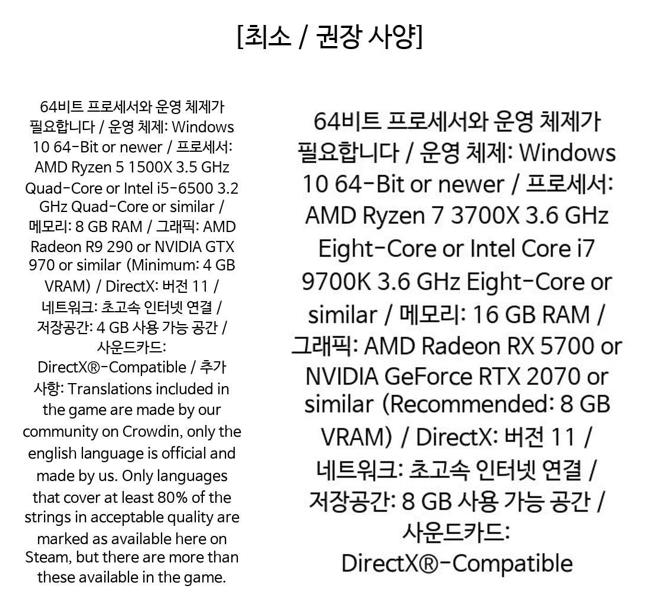 [최소 / 권장 사양]
64비트 프로세서와 운영 체제가
필요합니다 / 운영 체제: Windows
10 64-Bit or newer / 프로세서:
AMD Ryzen 5 1500X 3.5 GHz
Quad-Core or Intel i5-6500 3.2
GHz Quad-Core or similar /
메모리: 8 GB RAM / 그래픽: AMD
Radeon R9 290 or NVIDIA GTX
970 or similar (Minimum: 4 GB
VRAM) / DirectX: 버전 11 /
네트워크: 초고속 인터넷 연결 /
저장공간: 4 GB 사용 가능 공간 /
사운드카드:
DirectX®-Compatible / 추가
사항: Translations included in
the game are made by our
community on Crowdin, only the
english language is official and
made by us. Only languages
that cover at least 80% of the
strings in acceptable quality are
marked as available here on
Steam, but there are more than
these available in the game.
64비트 프로세서와 운영 체제가
필요합니다 / 운영 체제: Windows
10 64-Bit or newer / 프로세서:
AMD Ryzen 7 3700X 3.6 GHz
Eight-Core or Intel Core i7
9700K 3.6 GHz Eight-Core or
similar / 메모리: 16 GB RAM /
그래픽: AMD Radeon RX 5700 or
NVIDIA GeForce RTX 2070 or
similar (Recommended: 8 GB
VRAM) / DirectX: 버전 11 /
네트워크: 초고속 인터넷 연결 /
저장공간: 8 GB 사용 가능 공간 /
사운드카드:
DirectX®-Compatible